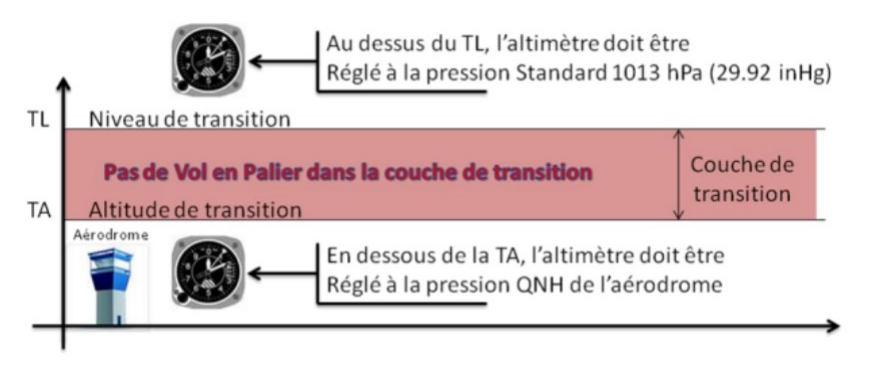 Au dessus du TL, l'altimètre doit être
Réglé à la pression Standard 1013 hPa (29.92 inHg)
TL
Niveau de transition
Pas de Vol en Palier dans la couche de transition
Couche de
transition
TA
Altitude de transition
Aérodrome
En dessous de la TA, l'altimètre doit être
Réglé à la pression QNH de l'aérodrome